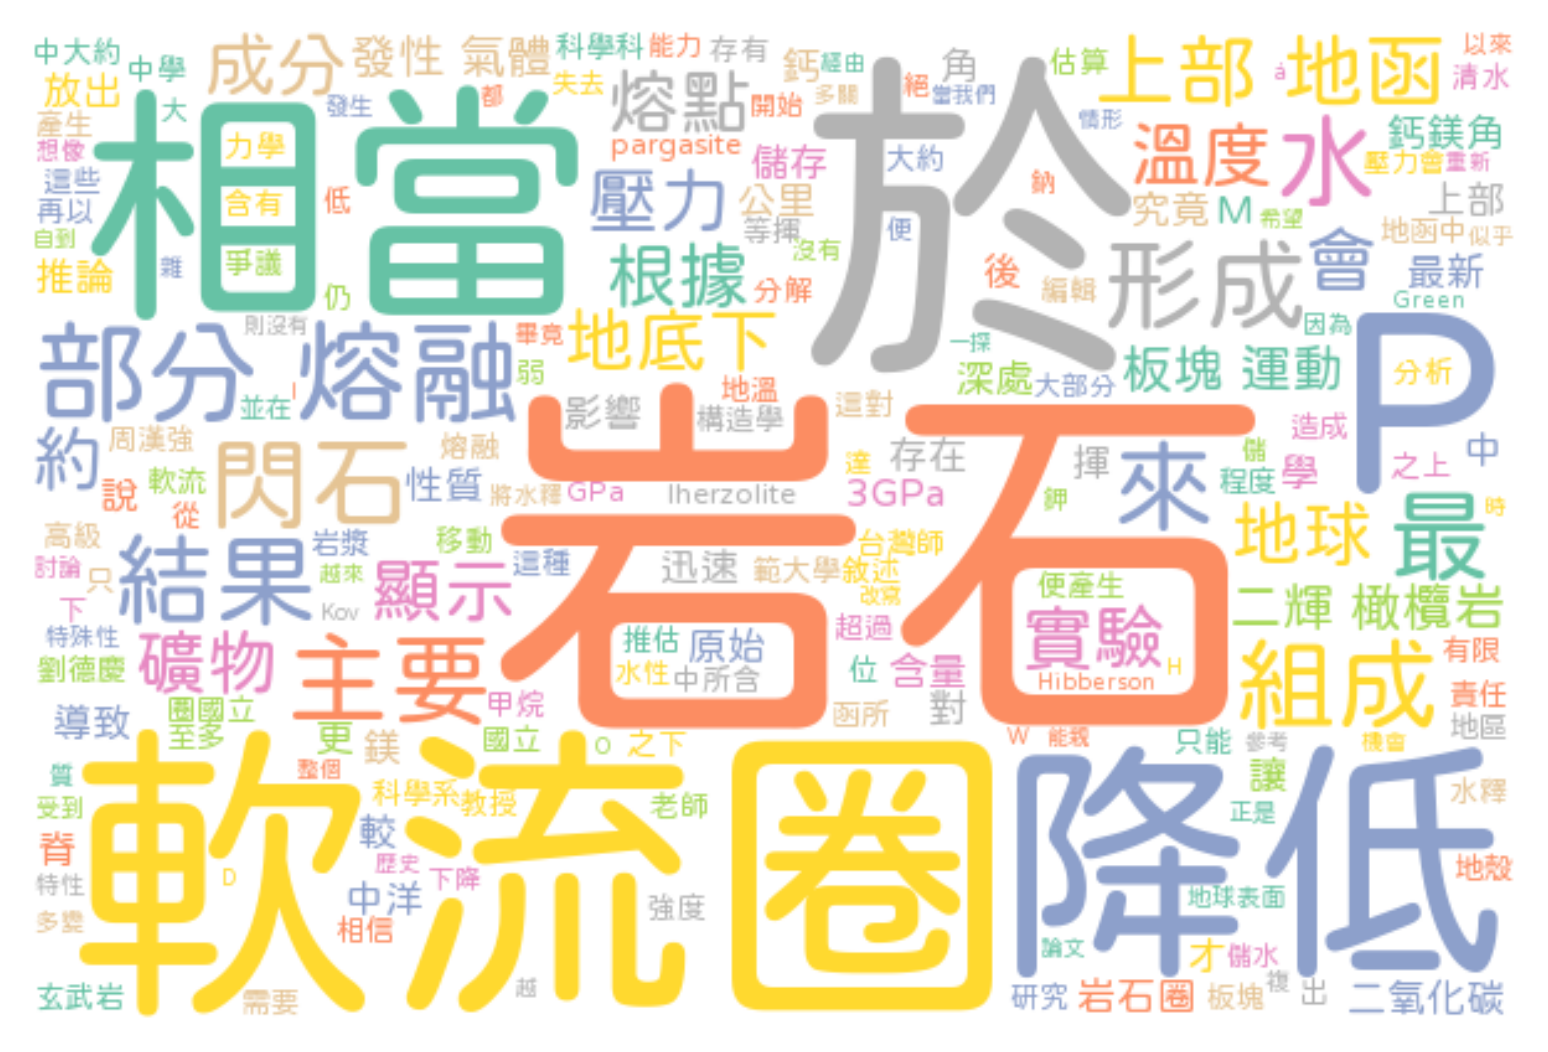 中大約 中學 成分 發性 氣體 科學科 能力 存有 鈣 經由 角 估算 上部 地函 以來
放出 大 發生 都 失去 熔點 開始 多關 絕 當我們 情形 清水
產生 相當 pargasite 儲存 於 大約 溫度 水 鈣鎂角
想像 力學 壓力 公里 鈉 壓力會 重新
這些 含有 低 等揮 便 究竟 M 希望 上部
再以 爭議 根據 沒有 後 形成 會 地函中 似乎
自到 雜 仍 分解 編輯 最新
推論 則沒有 畢竟 地底下 一探 因為 Green
部分 熔融 弱 地溫 深處 大部分 板塊 運動 P 分析
並在 影響 構造學 這對 造成
約 周漢強 熔融 岩石 達 存在 揮 來 儲 之上 中
說 軟流 閃石 性質 將水釋 GPa lherzolite 3GPa 鉀 程度 學
從 最 時
高級 岩漿 移動 這種 迅速 範大學 台灣師 地球
討論 只 結果 越來 顯示 敘述 便產生 二輝 橄欖岩
下 Kov 改寫 實驗
特殊性 礦物 主要 推估 原始 超過 有限
劉德慶 水性 中所含 位 含量 Hibberson H 組成 責任
導致 圈國立 甲烷 函所 對 地區
至多 更 鎂 國立 O 之下 W 能親 只能 參考 機會
質 整個 讓 水釋
受到 軟流圈 科學系 教授 老師 降低 正是
脊 較 歷史 地殼
特性 D 下降 中洋 強度 地球表面
多變 相信 論文 才 儲水
玄武岩 需要 越 研究 岩石圈 板塊 複 出 二氧化碳